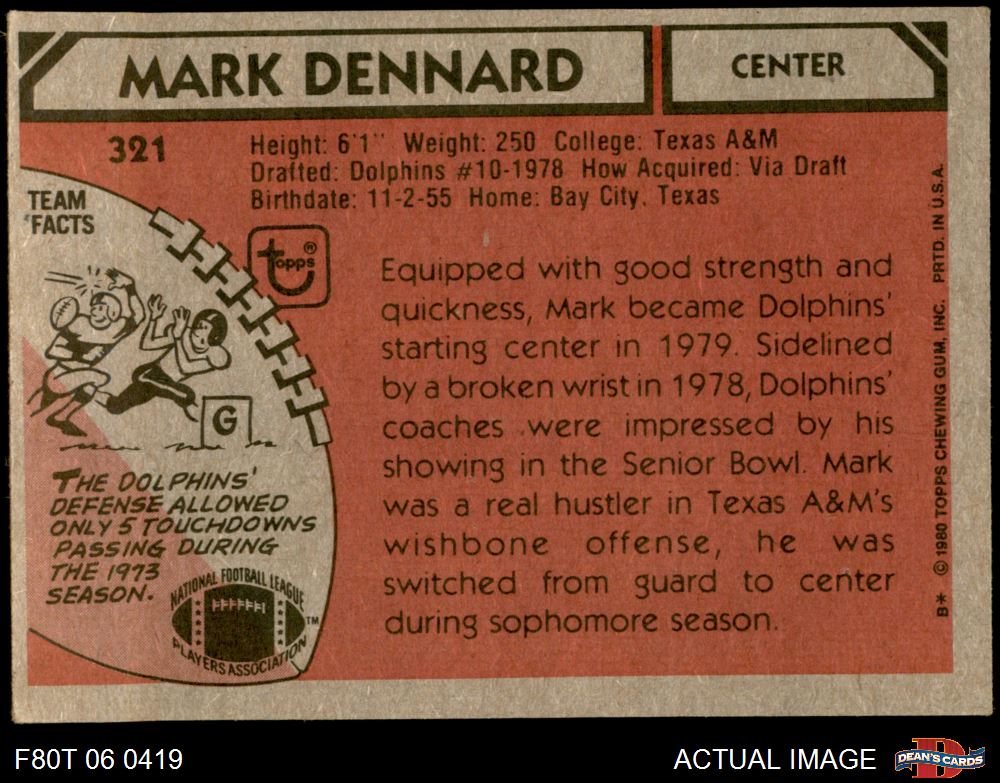 MARK DENNARD
CENTER
321
Height: 6'1" Weight: 250 College: Texas A&M
Drafted: Dolphins #10-1978 How Acquired: Via Draft
Birthdate: 11-2-55 Home: Bay City, Texas
TEAM
FACTS
topps®
Equipped with good strength and
quickness, Mark became Dolphins'
starting center in 1979. Sidelined
by a broken wrist in 1978, Dolphins'
coaches were impressed by his
showing in the Senior Bowl. Mark
was a real hustler in Texas A&M's
wishbone offense, he was
switched from guard to center
during sophomore season.
G
THE DOLPHINS'
DEFENSE ALLOWED
ONLY 5 TOUCHDOWNS
PASSING DURING
THE 1973
SEASON.
NATIONAL FOOTBALL LEAGUE
PLAYERS ASSOCIATION
TM
B* © 1980 TOPPS CHEWING GUM, INC. PRTD. IN U.S.A.
F80T 06 0419
ACTUAL IMAGE
D
DEAN'S CARDS